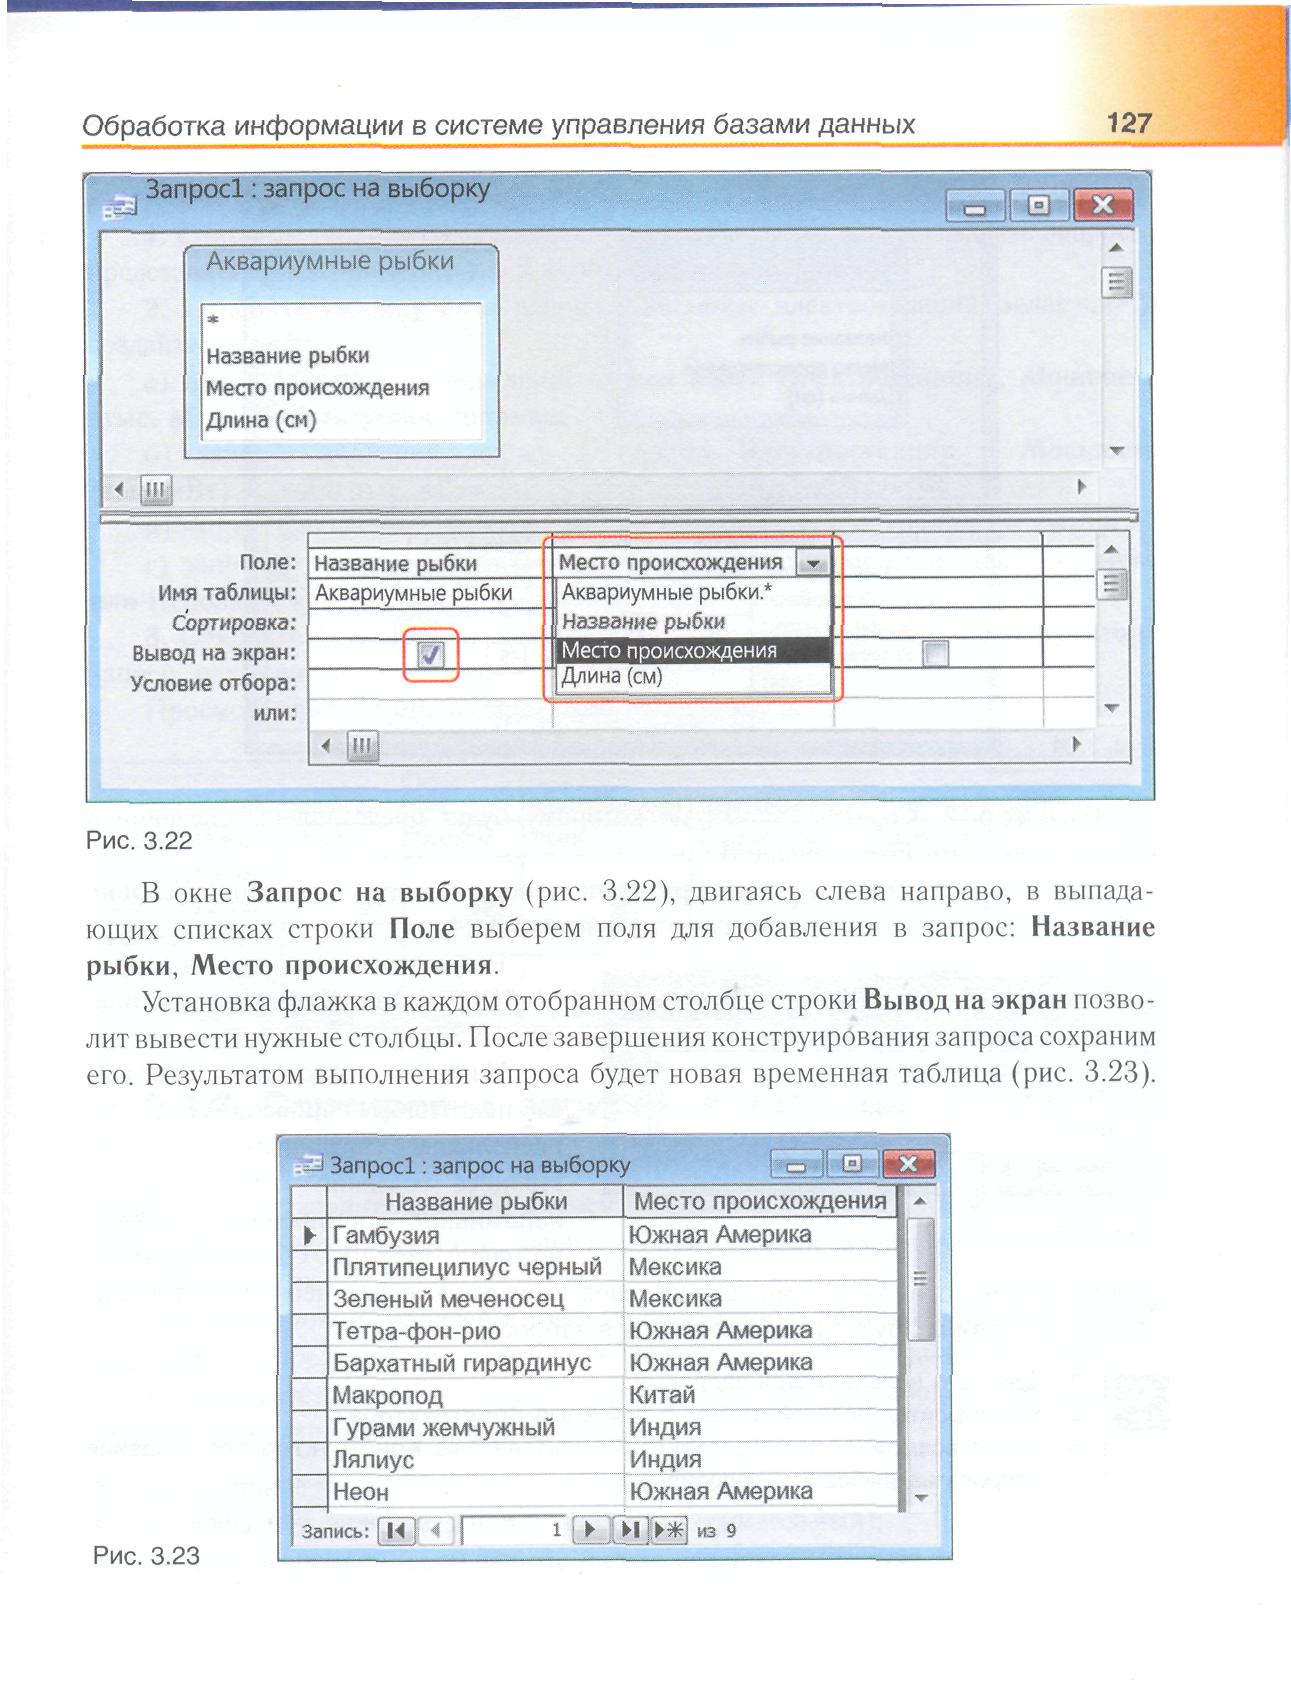 Обработка информации в системе управления базами данных 127
Запрос1 : запрос на выборку
Аквариумные рыбки
*
Название рыбки
Место происхождения
Длина (см)
Поле: Название рыбки Место происхождения
Имя таблицы: Аквариумные рыбки Аквариумные рыбки.*
Сортировка: Название рыбки
Вывод на экран: Место происхождения
Условие отбора: Длина (см)
или:
Рис. 3.22
В окне Запрос на выборку (рис. 3.22), двигаясь слева направо, в выпада-
ющих списках строки Поле выберем поля для добавления в запрос: Название
рыбки, Место происхождения.
Установка флажка в каждом отобранном столбце строки Вывод на экран позво-
лит вывести нужные столбцы. После завершения конструирования запроса сохраним
его. Результатом выполнения запроса будет новая временная таблица (рис. 3.23).
Запрос1 : запрос на выборку
Название рыбки Место происхождения
Гамбузия Южная Америка
Плятипецилиус черный Мексика
Зеленый меченосец Мексика
Тетра-фон-рио Южная Америка
Бархатный гирардинус Южная Америка
Макропод Китай
Гурами жемчужный Индия
Лялиус Индия
Неон Южная Америка
Запись: 1 из 9
Рис. 3.23